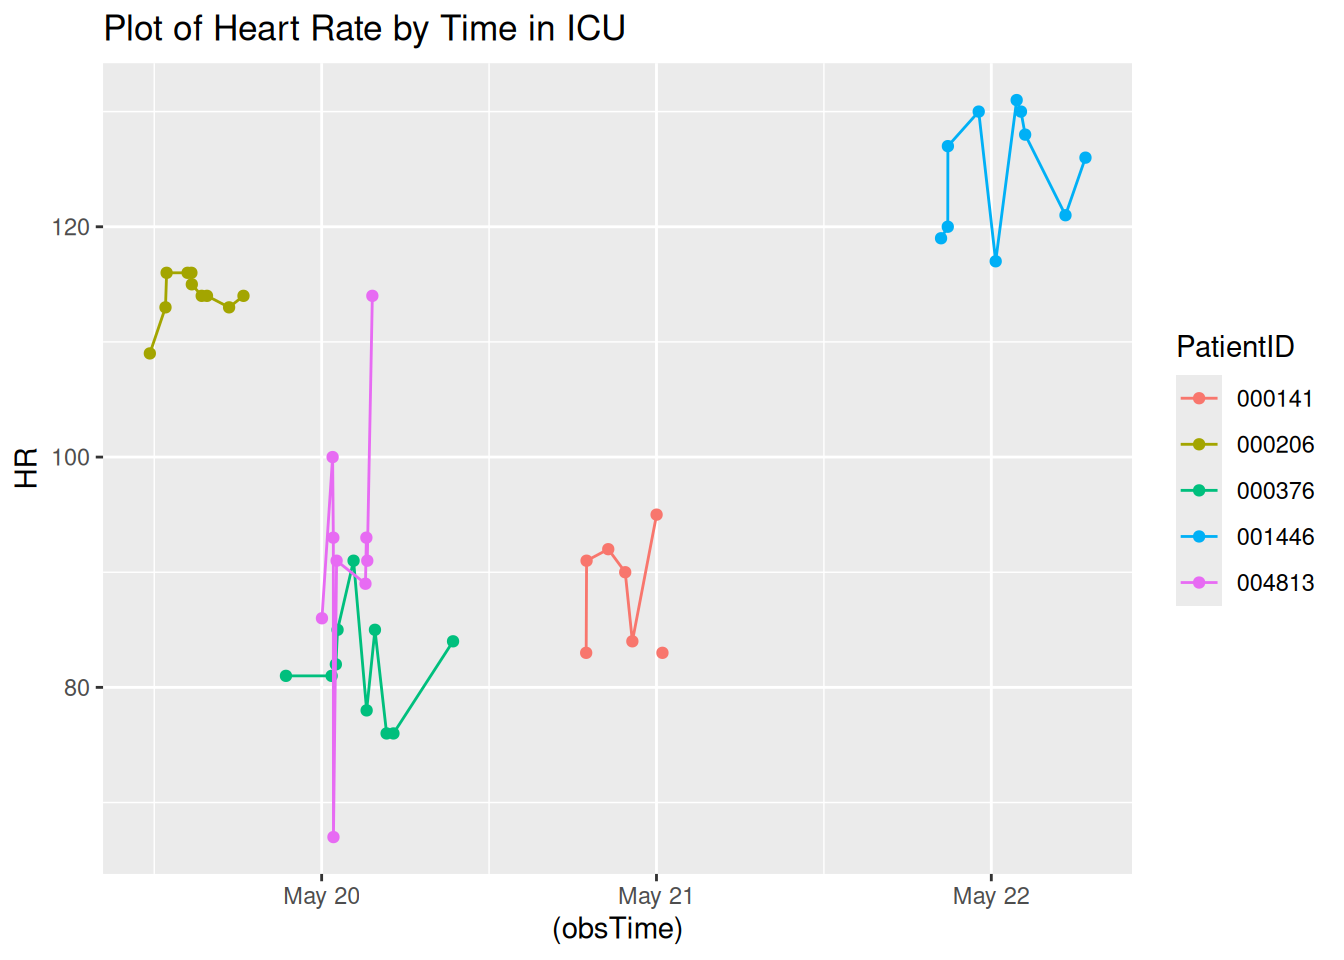 Plot of Heart Rate by Time in ICU
HR
120
100
80
May 20
May 21
May 22
(obsTime)
PatientID
000141
000206
000376
001446
004813